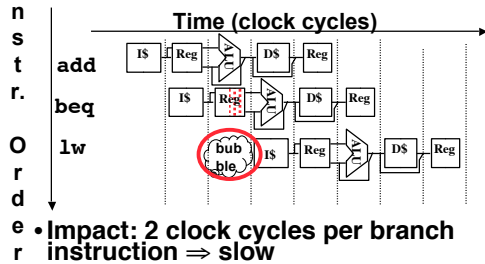 n
s
t
r.
O
r
d
e
r
Time (clock cycles)
add
I$
Reg
ALU
D$
Reg
beq
I$
Reg
ALU
D$
Reg
lw
bub
ble
I$
Reg
ALU
D$
Reg
• Impact: 2 clock cycles per branch
instruction ⇒ slow